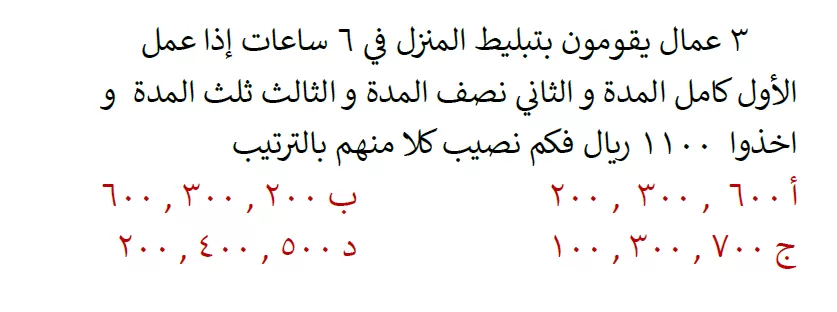 ٣ عمال يقومون بتبليط المنزل في ٦ ساعات إذا عمل
الأول كامل المدة و الثاني نصف المدة و الثالث ثلث المدة و
اخذوا ١١٠٠ ريال فكم نصيب كلا منهم بالترتيب
أ ٦٠٠ , ٣٠٠ , ٢٠٠ ب ٢٠٠ , ٣٠٠ , ٦٠٠
ج ٧٠٠ , ٣٠٠ , ١٠٠ د ٥٠٠ , ٤٠٠ , ٢٠٠